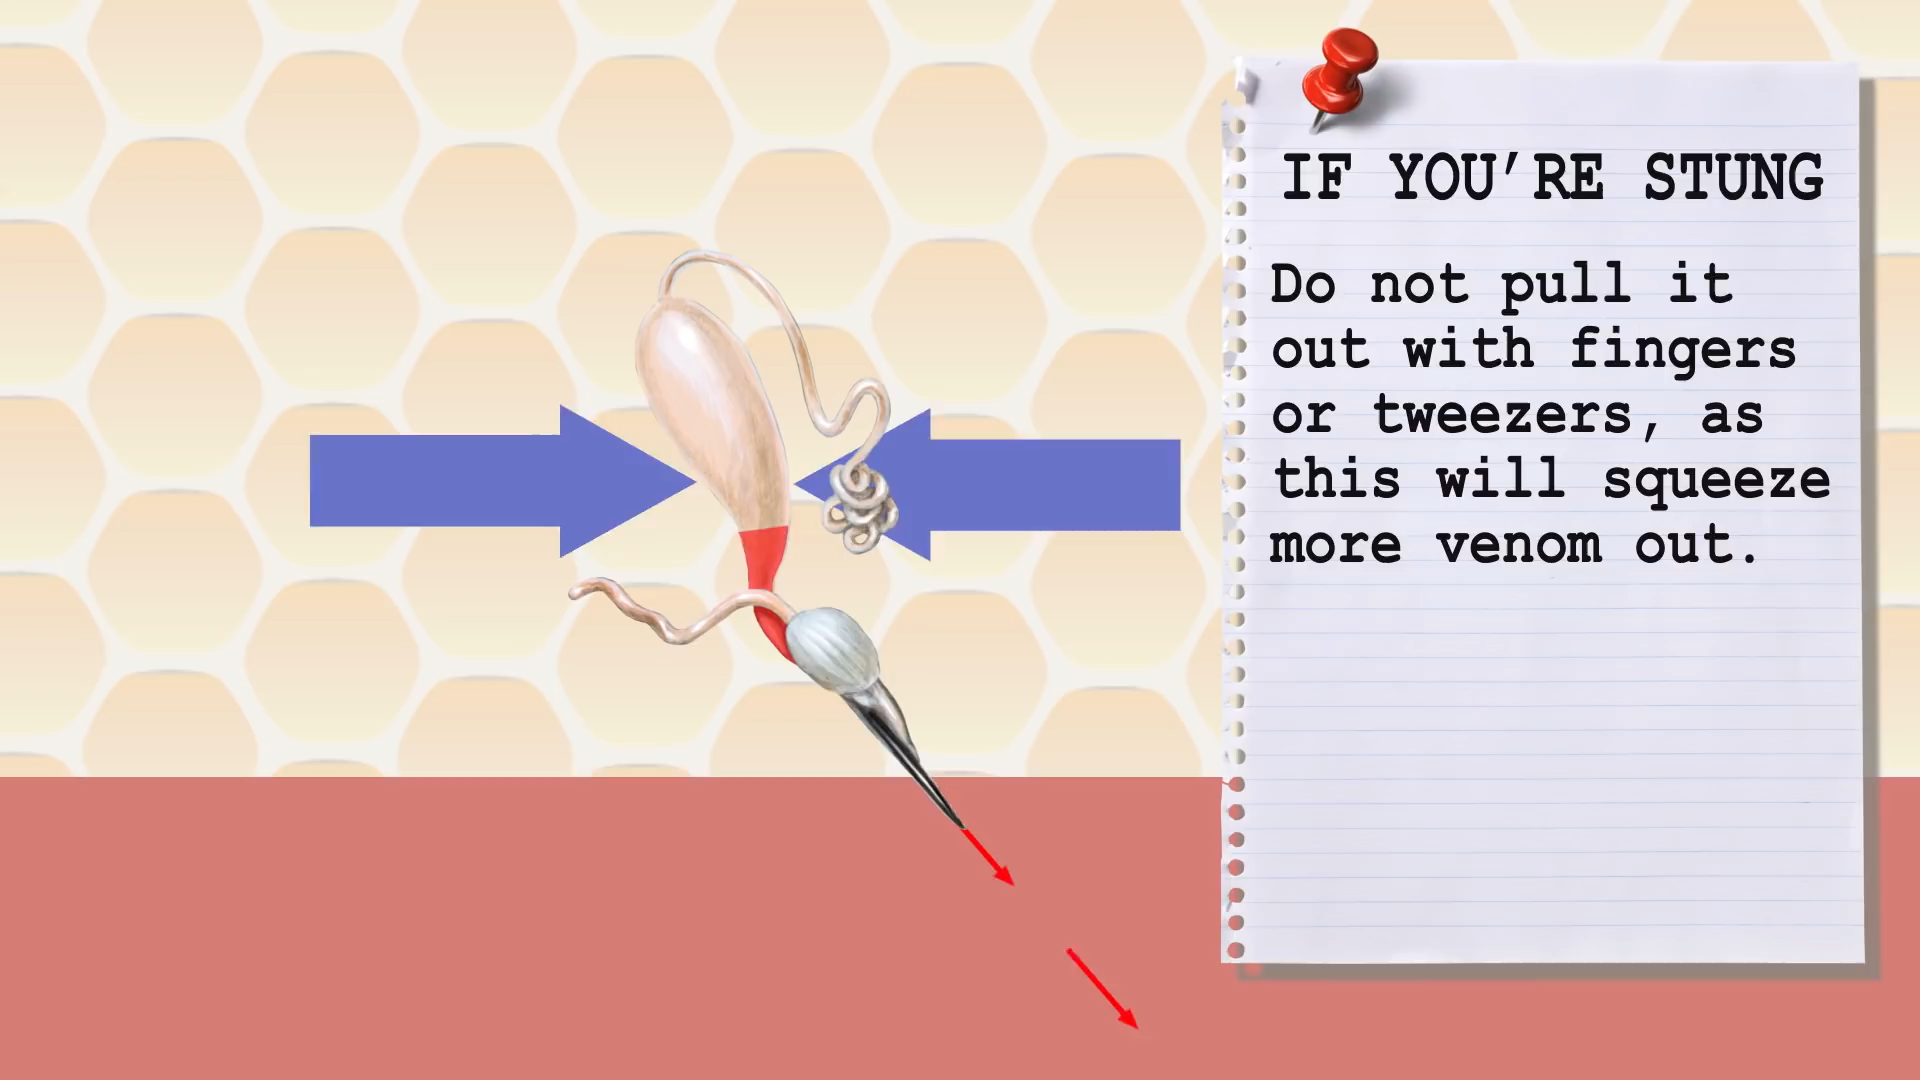 IF YOU’RE STUNG
Do not pull it
out with fingers
or tweezers, as
this will squeeze
more venom out.